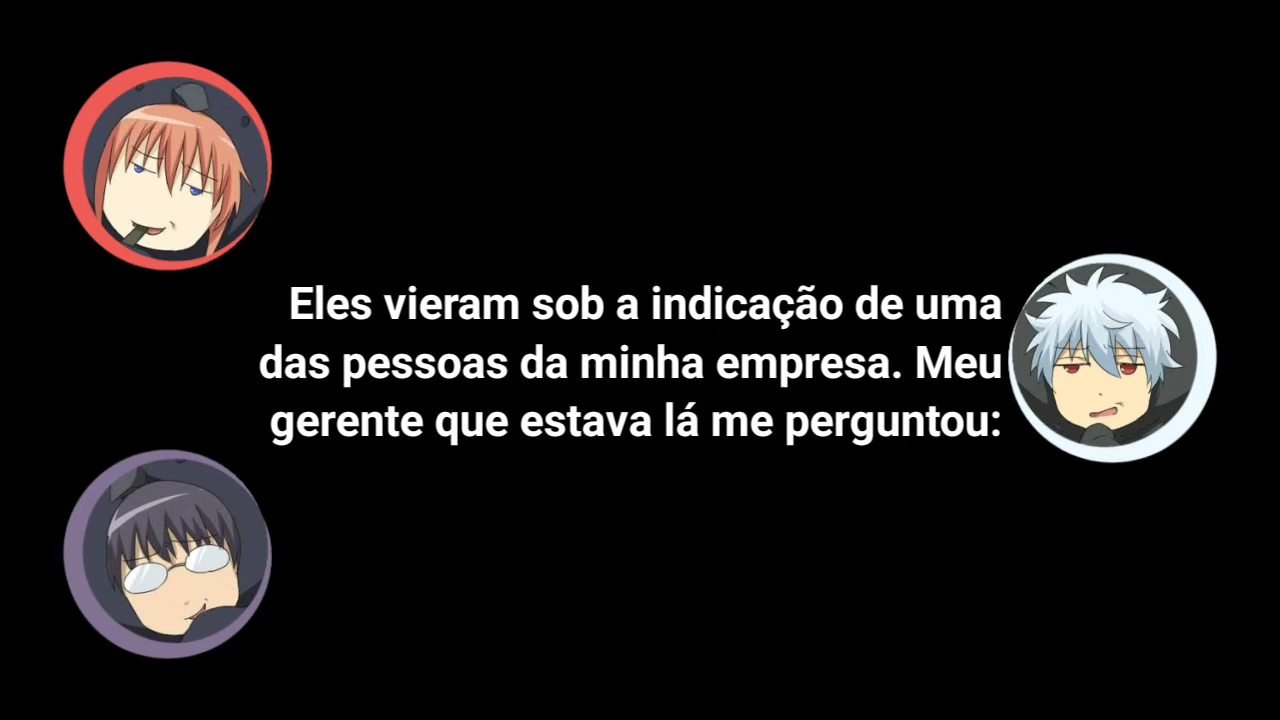 Eles vieram sob a indicação de uma
das pessoas da minha empresa. Meu
gerente que estava lá me perguntou: